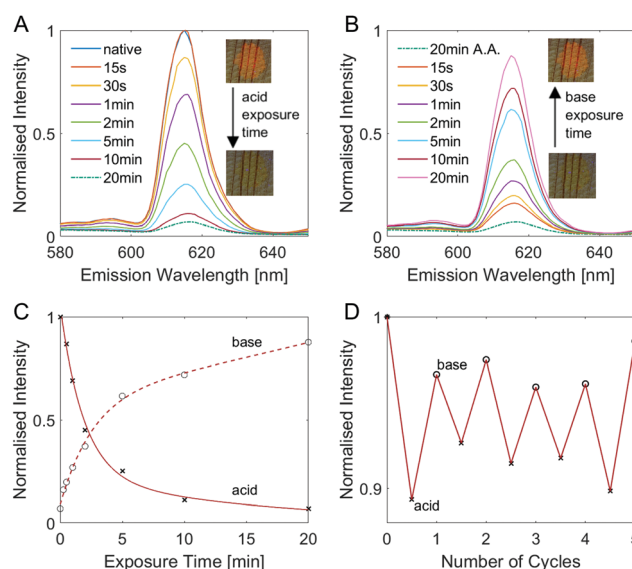 A
Normalised Intensity
1
0.5
0
580
600
620
640
Emission Wavelength [nm]
native
15s
30s
1min
2min
5min
10min
20min
acid
exposure
time
B
Normalised Intensity
1
0.5
0
580
600
620
640
Emission Wavelength [nm]
20min A.A.
15s
30s
1min
2min
5min
10min
20min
base
exposure
time
C
Normalised Intensity
1
0.5
0
0
5
10
15
20
Exposure Time [min]
base
acid
D
Normalised Intensity
1
0.9
0
1
2
3
4
Number of Cycles
base
acid